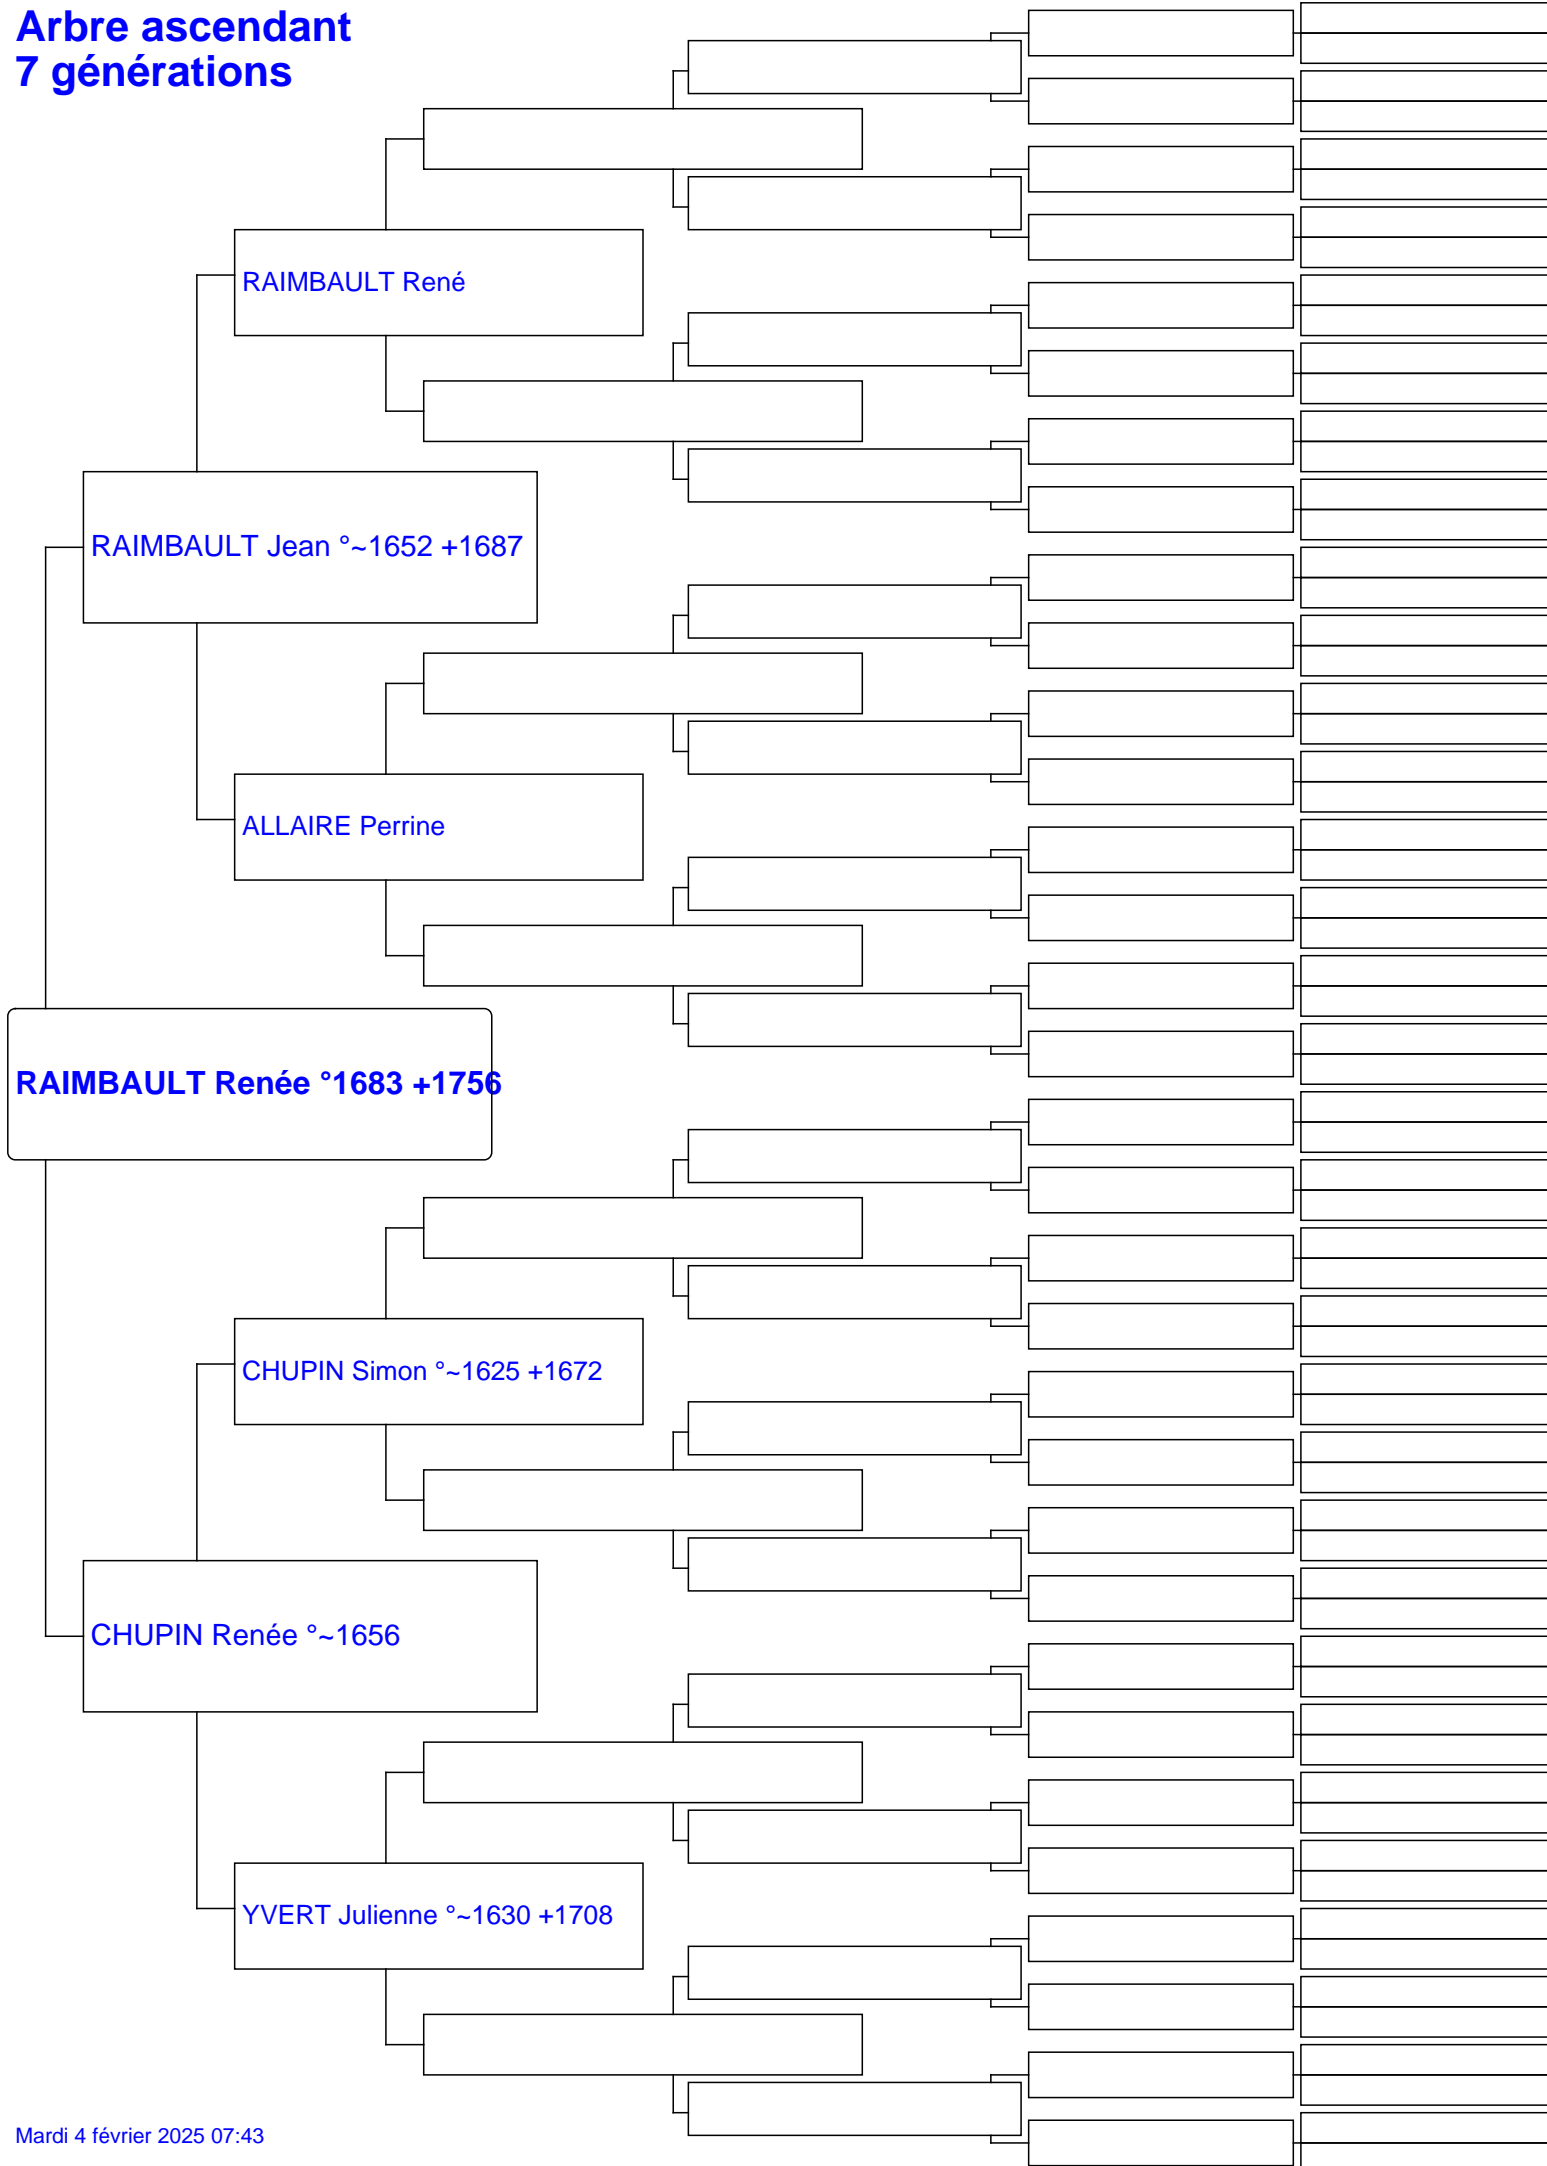 Arbre ascendant
7 générations
RAIMBAULT René
RAIMBAULT Jean °~1652 +1687
ALLAIRE Perrine
RAIMBAULT Renée °1683 +1756
CHUPIN Simon °~1625 +1672
CHUPIN Renée °~1656
YVERT Julienne °~1630 +1708
Mardi 4 février 2025 07:43